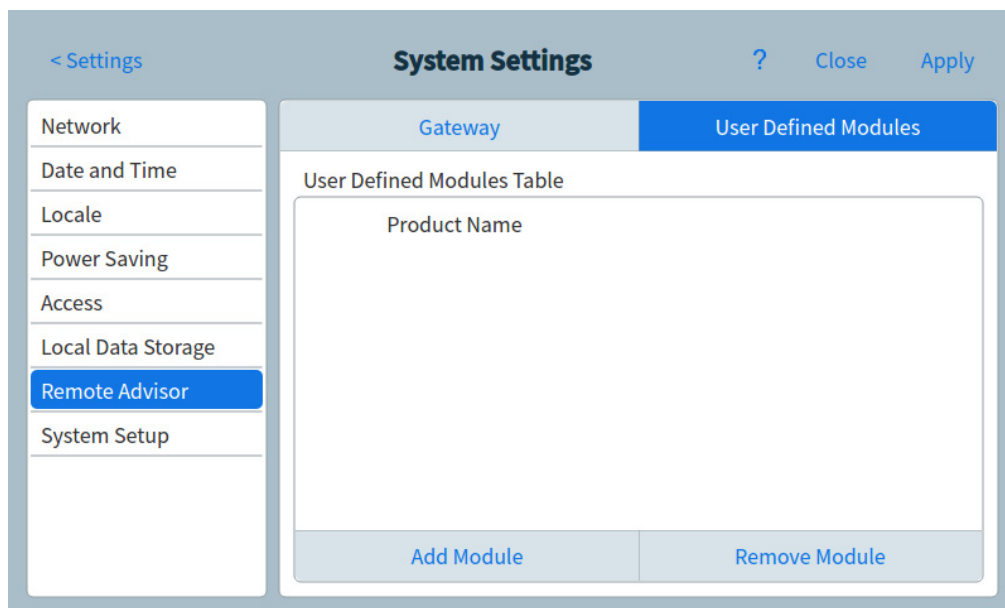 < Settings
System Settings
?
Close
Apply
Network
Date and Time
Locale
Power Saving
Access
Local Data Storage
Remote Advisor
System Setup
Gateway
User Defined Modules
User Defined Modules Table
Product Name
Add Module
Remove Module